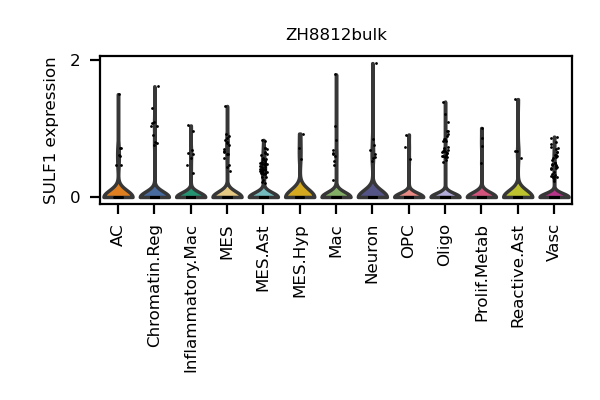 ZH8812bulk
SULF1 expression
2
0
AC
Chromatin.Reg
Inflammatory.Mac
MES
MES.Ast
MES.Hyp
Mac
Neuron
OPC
Oligo
Prolif.Metab
Reactive.Ast
Vasc